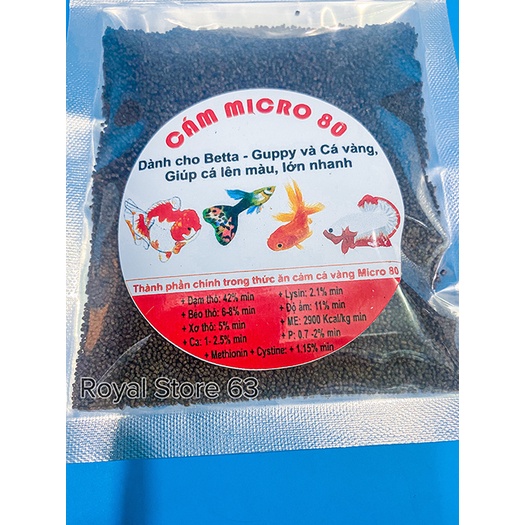 CÁM MICRO 80
Dành cho Betta - Guppy và Cá vàng,
Giúp cá lên màu, lớn nhanh
Thành phần chính trong thức ăn cám cá vàng Micro 80
+ Đạm thô: 42% min
+ Béo thô: 6-8% min
+ Xơ thô: 5% min
+ Ca: 1- 2.5% min
+ Lysin: 2.1% min
+ Độ ẩm: 11% min
+ ME: 2900 Kcal/kg min
+ P: 0.7 -2% min
+ Methionin + Cystine: + 1.15% min
Royal Store 63